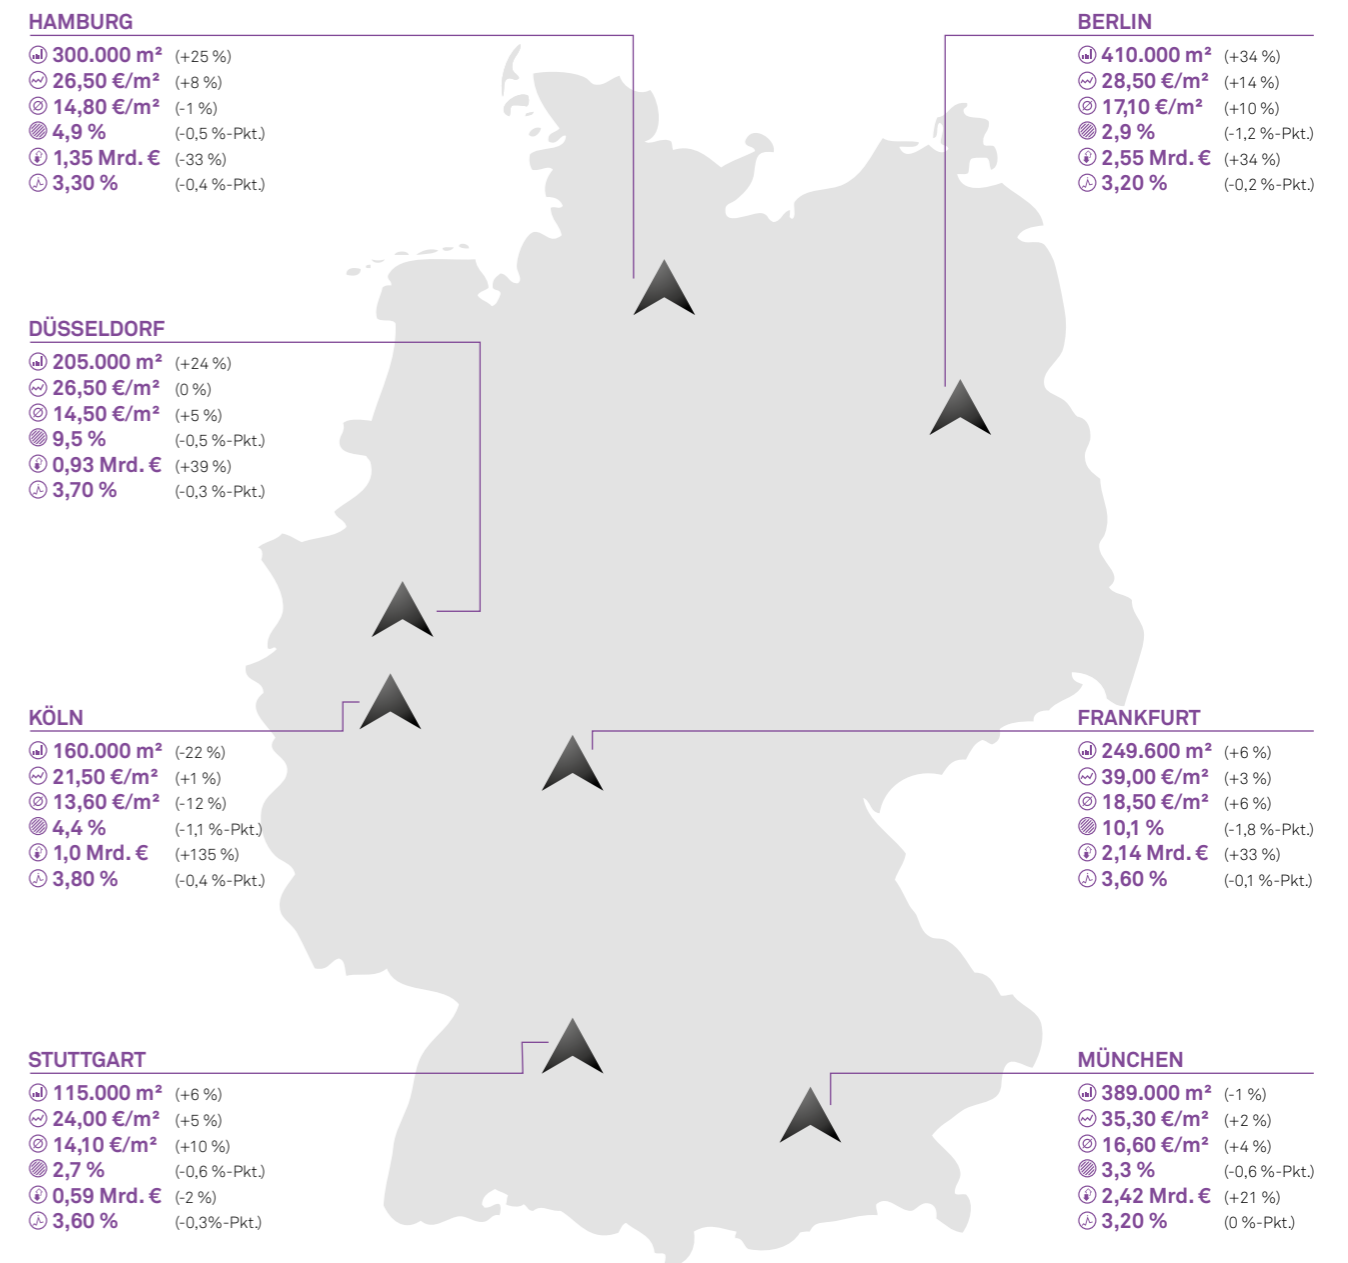 HAMBURG
300.000 m² (+25 %)
26,50 €/m² (+8 %)
14,80 €/m² (-1 %)
4,9 % (-0,5 %-Pkt.)
1,35 Mrd. € (-33 %)
3,30 % (-0,4 %-Pkt.)
BERLIN
410.000 m² (+34 %)
28,50 €/m² (+14 %)
17,10 €/m² (+10 %)
2,9 % (-1,2 %-Pkt.)
2,55 Mrd. € (+34 %)
3,20 % (-0,2 %-Pkt.)
DÜSSELDORF
205.000 m² (+24 %)
26,50 €/m² (0 %)
14,50 €/m² (+5 %)
9,5 % (-0,5 %-Pkt.)
0,93 Mrd. € (+39 %)
3,70 % (-0,3 %-Pkt.)
KÖLN
160.000 m² (-22 %)
21,50 €/m² (+1 %)
13,60 €/m² (-12 %)
4,4 % (-1,1 %-Pkt.)
1,0 Mrd. € (+135 %)
3,80 % (-0,4 %-Pkt.)
FRANKFURT
249.600 m² (+6 %)
39,00 €/m² (+3 %)
18,50 €/m² (+6 %)
10,1 % (-1,8 %-Pkt.)
2,14 Mrd. € (+33 %)
3,60 % (-0,1 %-Pkt.)
STUTTGART
115.000 m² (+6 %)
24,00 €/m² (+5 %)
14,10 €/m² (+10 %)
2,7 % (-0,6 %-Pkt.)
0,59 Mrd. € (-2 %)
3,60 % (-0,3%-Pkt.)
MÜNCHEN
389.000 m² (-1 %)
35,30 €/m² (+2 %)
16,60 €/m² (+4 %)
3,3 % (-0,6 %-Pkt.)
2,42 Mrd. € (+21 %)
3,20 % (0 %-Pkt.)